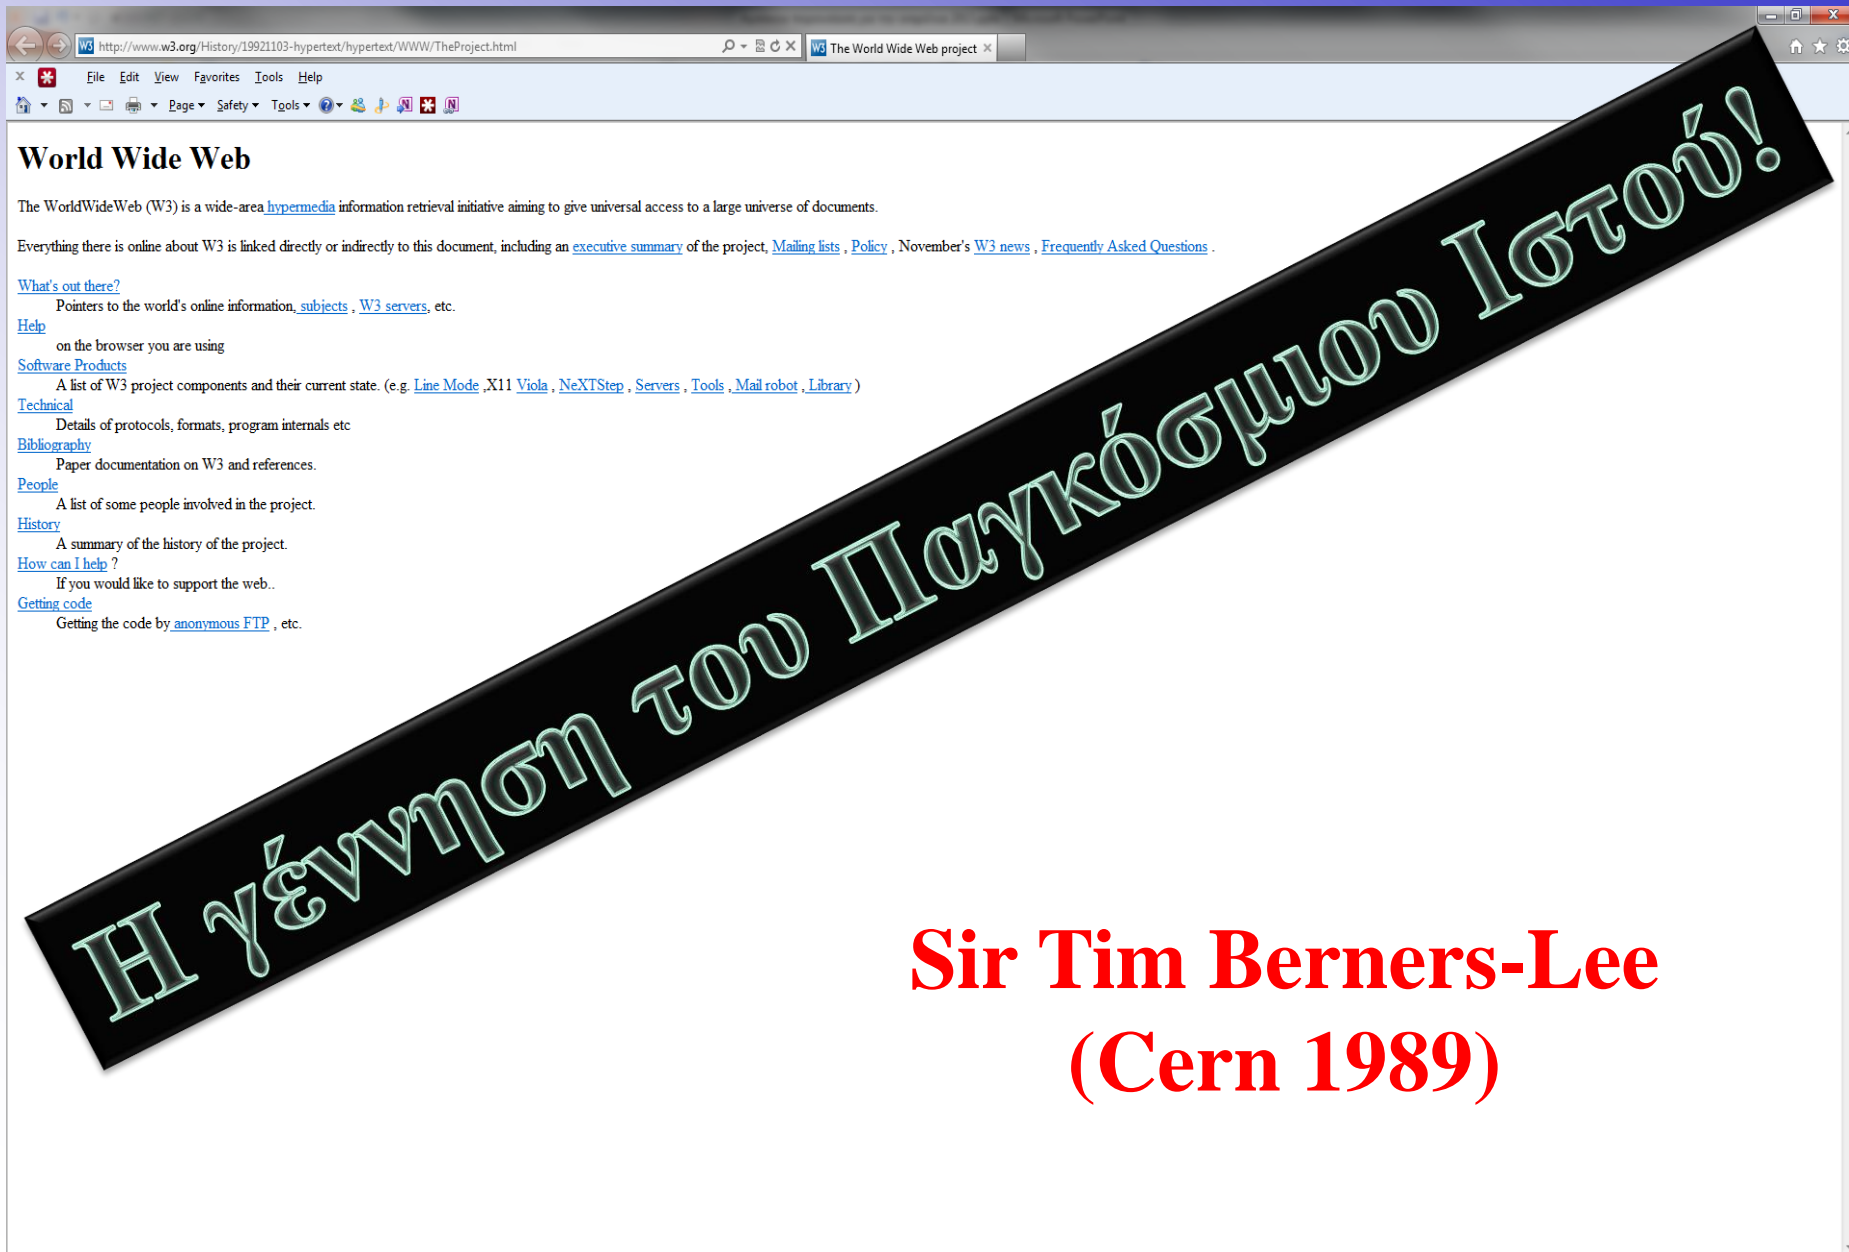 http://www.w3.org/History/19921103-hypertext/hypertext/WWW/TheProject.html
The World Wide Web project
File Edit View Favorites Tools Help
Page Safety Tools
World Wide Web
The WorldWideWeb (W3) is a wide-area hypermedia information retrieval initiative aiming to give universal access to a large universe of documents.
Everything there is online about W3 is linked directly or indirectly to this document, including an executive summary of the project, Mailing lists , Policy , November's W3 news , Frequently Asked Questions .
What's out there?
Pointers to the world's online information, subjects , W3 servers, etc.
Help
on the browser you are using
Software Products
A list of W3 project components and their current state. (e.g. Line Mode ,X11 Viola , NeXTStep , Servers , Tools , Mail robot , Library )
Technical
Details of protocols, formats, program internals etc
Bibliography
Paper documentation on W3 and references.
People
A list of some people involved in the project.
History
A summary of the history of the project.
How can I help ?
If you would like to support the web..
Getting code
Getting the code by anonymous FTP , etc.
Η γέννηση του Παγκόσμιου Ιστού!
Sir Tim Berners-Lee
(Cern 1989)